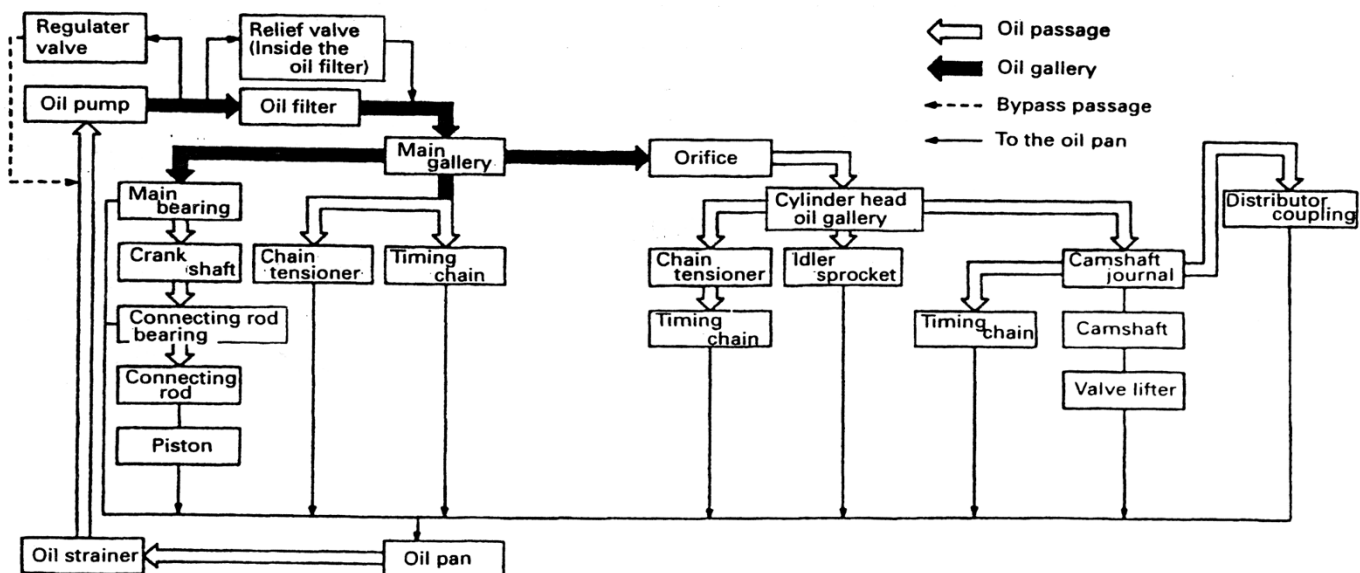 Regulater
valve
Relief valve
(Inside the
oil filter)
Oil passage
Oil gallery
Bypass passage
To the oil pan
Oil pump
Oil filter
Main
gallery
Orifice
Main
bearing
Cylinder head
oil gallery
Distributor
coupling
Crank
shaft
Chain
tensioner
Timing
chain
Chain
tensioner
Idler
sprocket
Camshaft
journal
Connecting rod
bearing
Timing
chain
Timing
chain
Camshaft
Connecting
rod
Valve lifter
Piston
Oil strainer
Oil pan